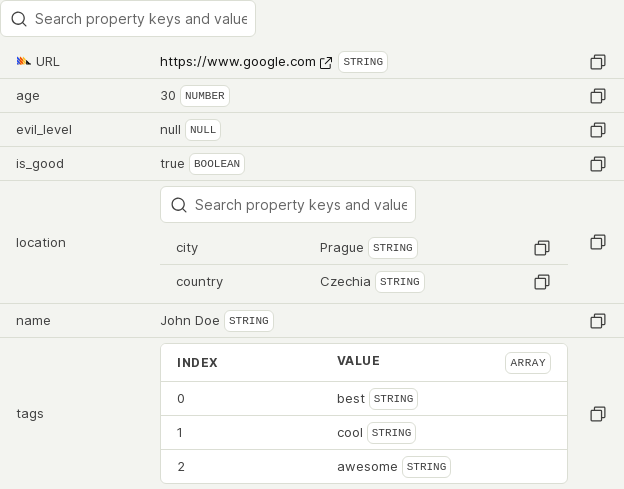 Search property keys and value
URL https://www.google.com STRING
age 30 NUMBER
evil_level null NULL
is_good true BOOLEAN
location
Search property keys and value
city Prague STRING
country Czechia STRING
name John Doe STRING
tags
INDEX VALUE ARRAY
0 best STRING
1 cool STRING
2 awesome STRING